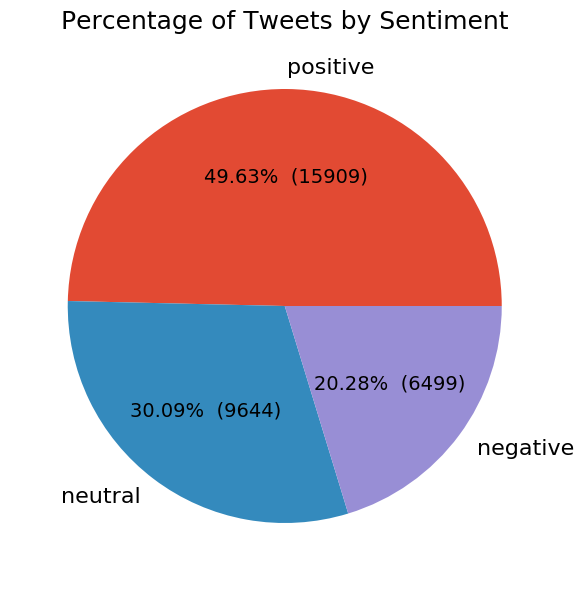 Percentage of Tweets by Sentiment
positive
49.63% (15909)
20.28% (6499)
30.09% (9644)
negative
neutral